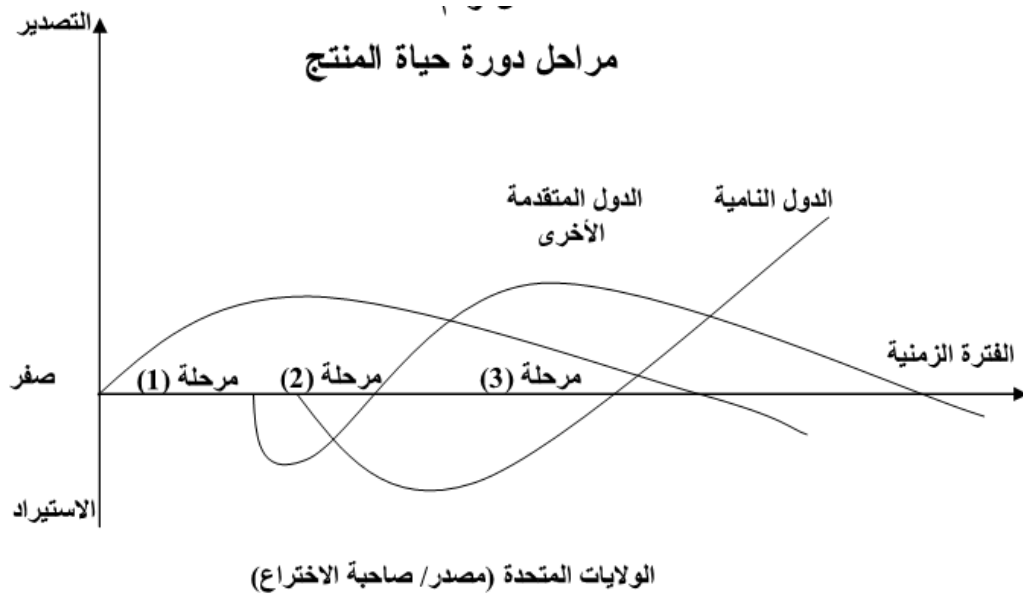 التصدير
مراحل دورة حياة المنتج
الدول المتقدمة
الأخرى
الدول النامية
الفترة الزمنية
صفر
مرحلة (1)
مرحلة (2)
مرحلة (3)
الاستيراد
الولايات المتحدة (مصدر/ صاحبة الاختراع)